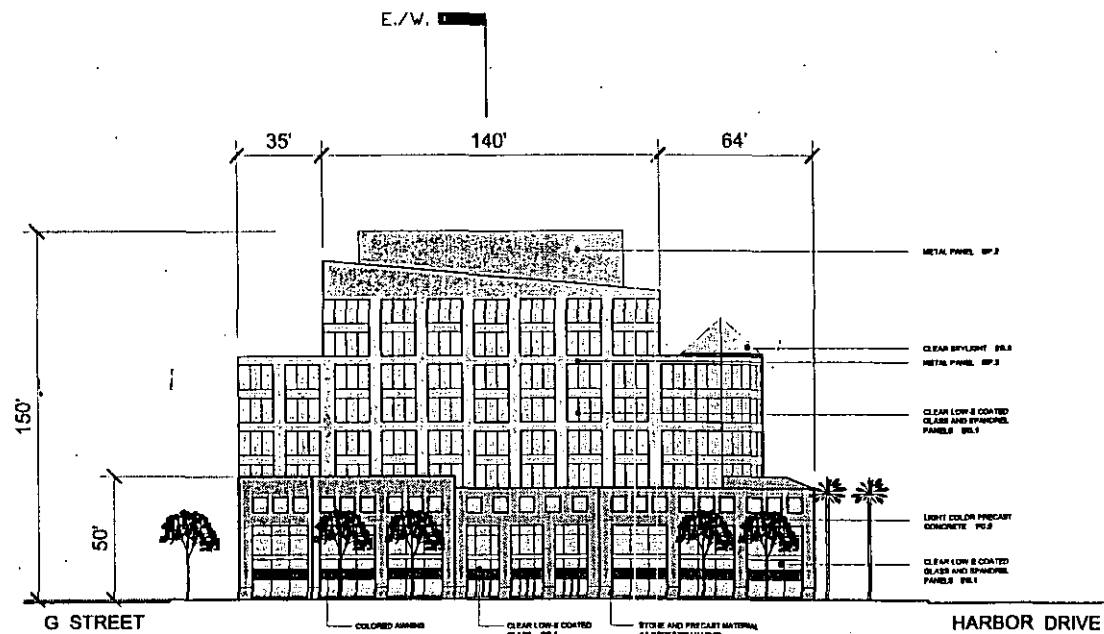 E./W.
35' 140' 64'
METAL PANEL
CLEAR SKYLIGHT
METAL PANEL
150'
CLEAR LOW-E COATED
GLASS AND SPANDREL
PANELS
50'
LIGHT COLOR PRECAST
CONCRETE
CLEAR LOW-E COATED
GLASS AND SPANDREL
PANELS
G STREET
COLORED AWNING
CLEAR LOW-E COATED
STONE AND PRECAST MATERIAL
HARBOR DRIVE